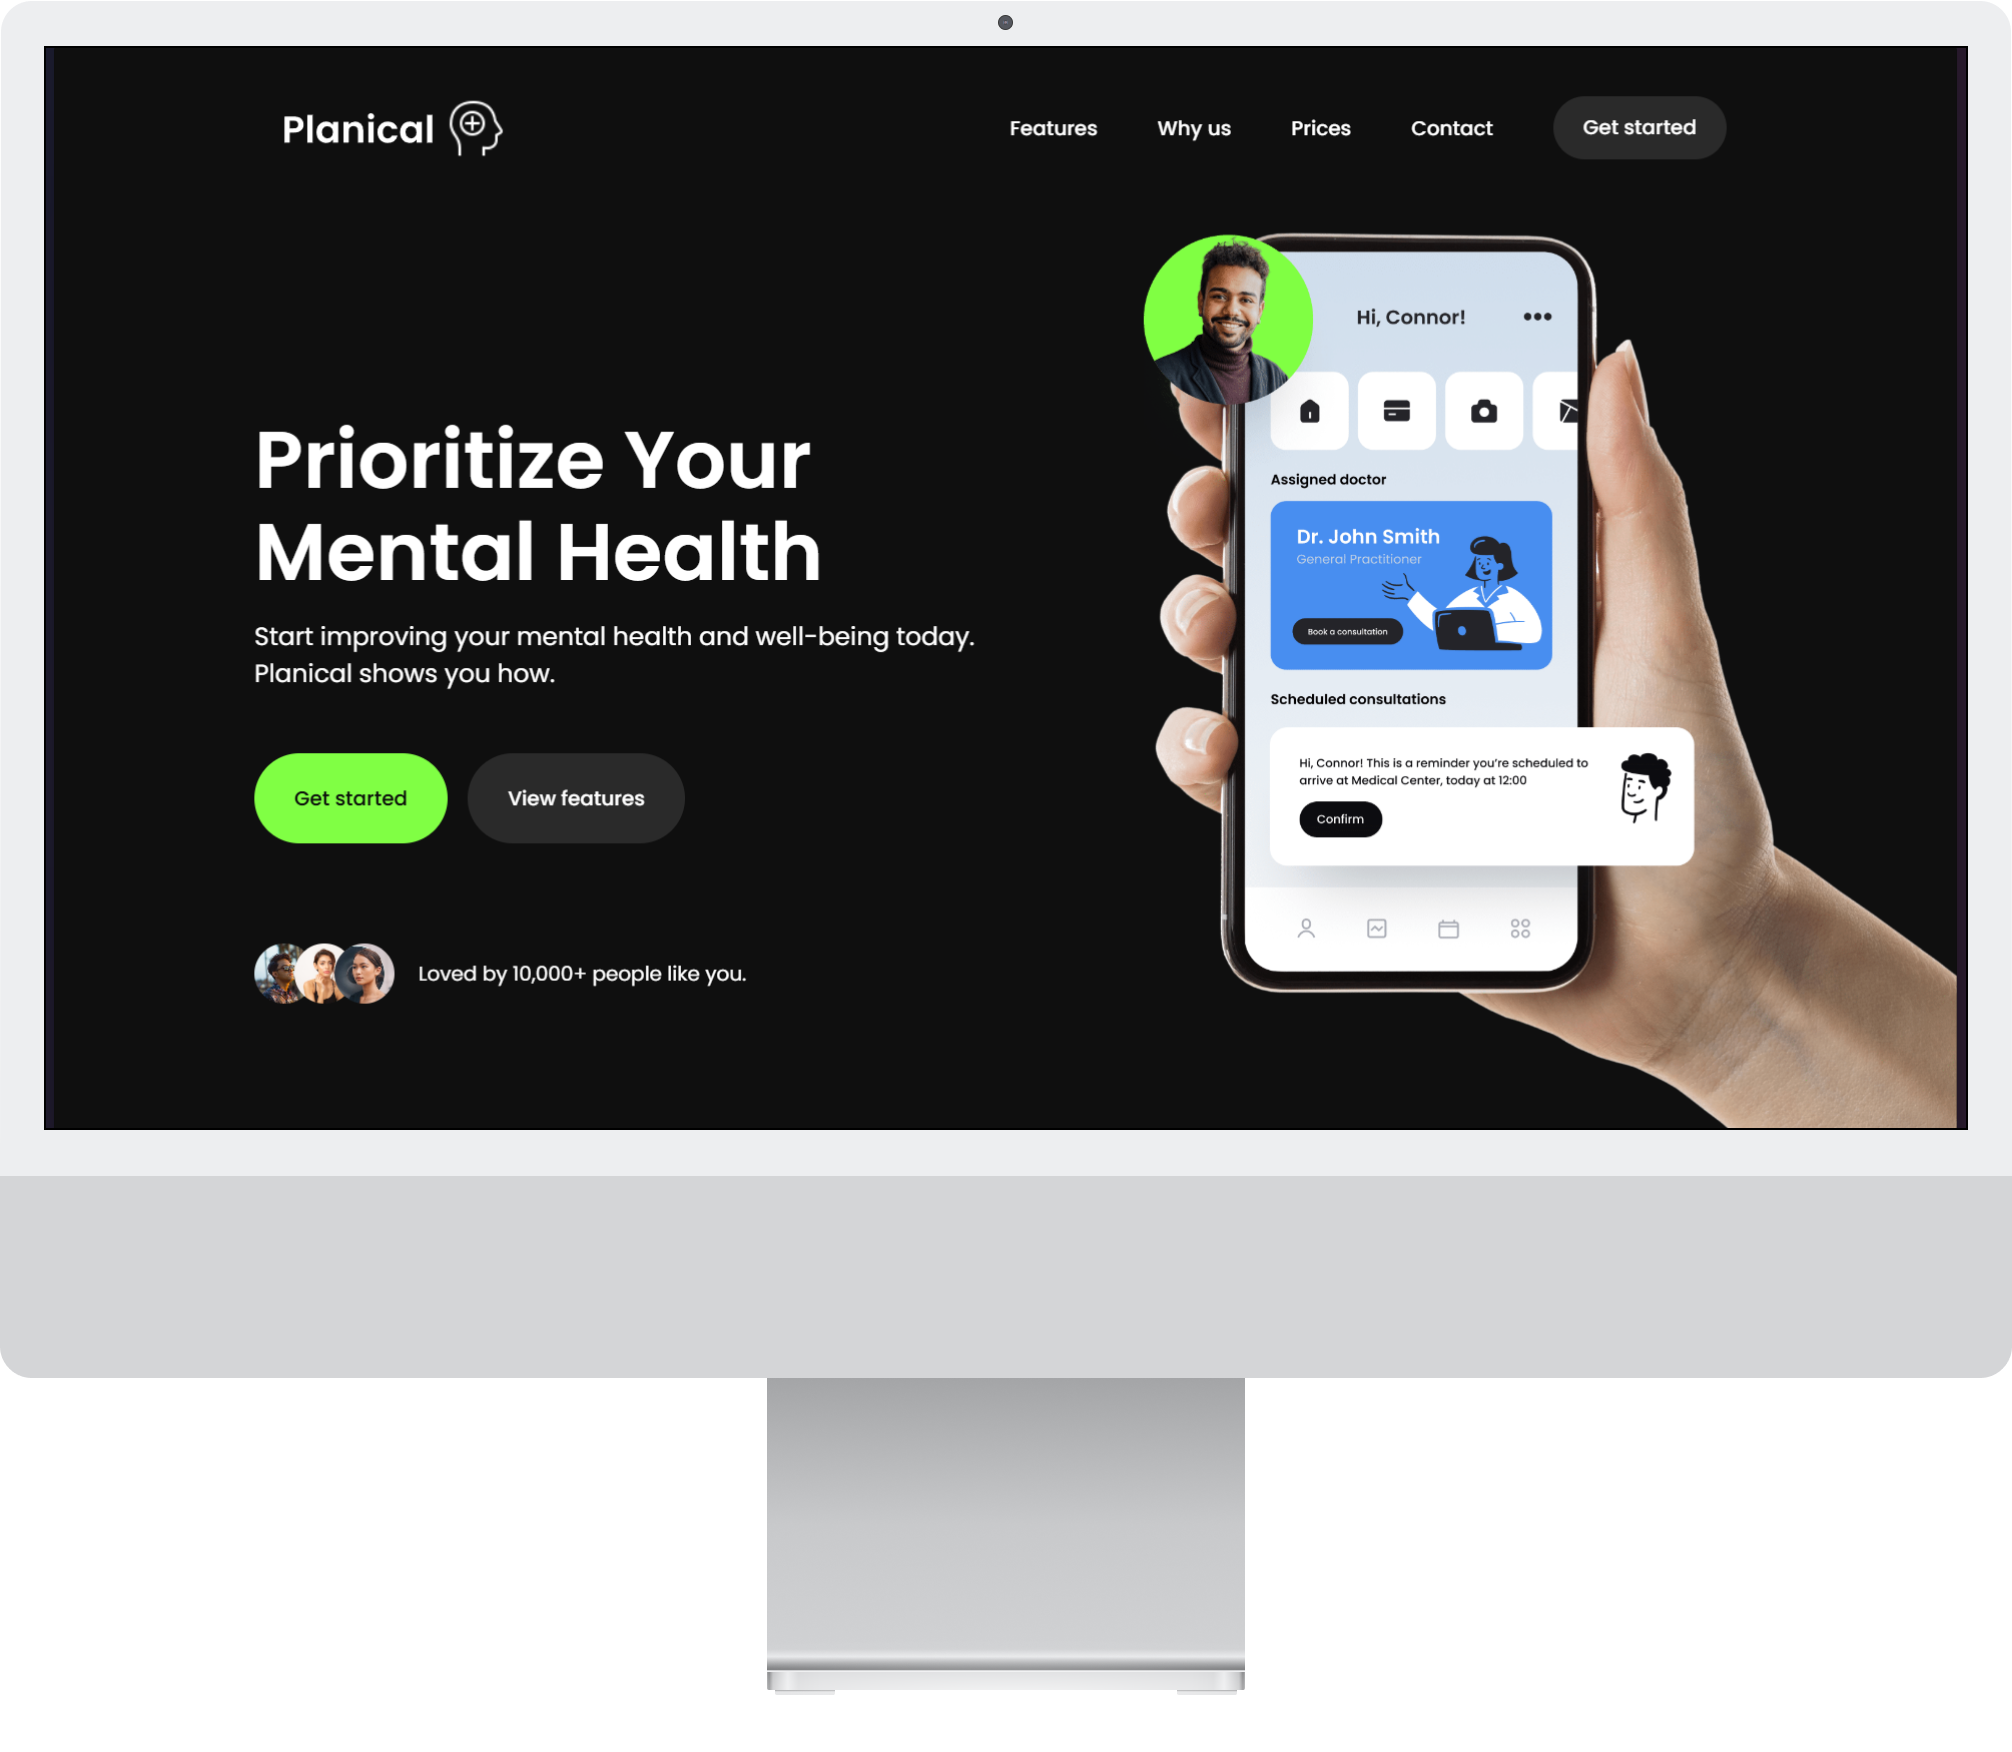 Planical
Features
Why us
Prices
Contact
Get started
Prioritize Your
Mental Health
Start improving your mental health and well-being today.
Planical shows you how.
Get started
View features
Loved by 10,000+ people like you.
Hi, Connor!
Assigned doctor
Dr. John Smith
General Practitioner
Book a consultation
Scheduled consultations
Hi, Connor! This is a reminder you're scheduled to
arrive at Medical Center, today at 12:00
Confirm